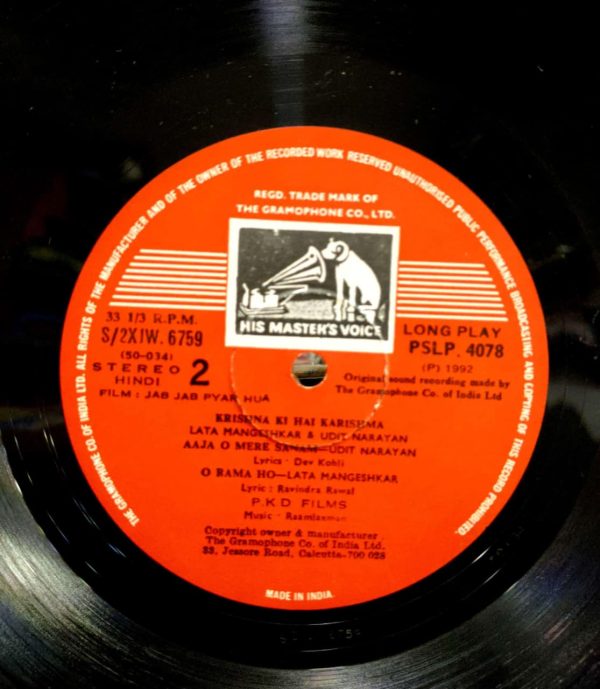 THE GRAMOPHONE CO. OF INDIA LTD. ALL RIGHTS OF THE MANUFACTURER AND OF THE OWNER OF THE RECORDED WORK RESERVED UNAUTHORISED PUBLIC PERFORMANCE BROADCASTING AND COPYING OF THIS RECORD PROHIBITED.
REGD. TRADE MARK OF
THE GRAMOPHONE CO., LTD.
HIS MASTER'S VOICE
33 1/3 R.P.M.
S/2XJW. 6759
(50-034)
STEREO 2
HINDI
FILM : JAB JAB PYAR HUA
LONG PLAY
PSLP. 4078
(P) 1992
Original sound recording made by
The Gramophone Co. of India Ltd
KRISHNA KI HAI KARISHMA
LATA MANGESHKAR & UDIT NARAYAN
AAJA O MERE SANAM—UDIT NARAYAN
Lyrics - Dev Kohli
O RAMA HO—LATA MANGESHKAR
Lyric : Ravindra Rawal
P.K.D FILMS
Music - Raamlaxman
Copyright owner & manufacturer
The Gramophone Co. of India Ltd.
33, Jessore Road, Calcutta-700 028
MADE IN INDIA.